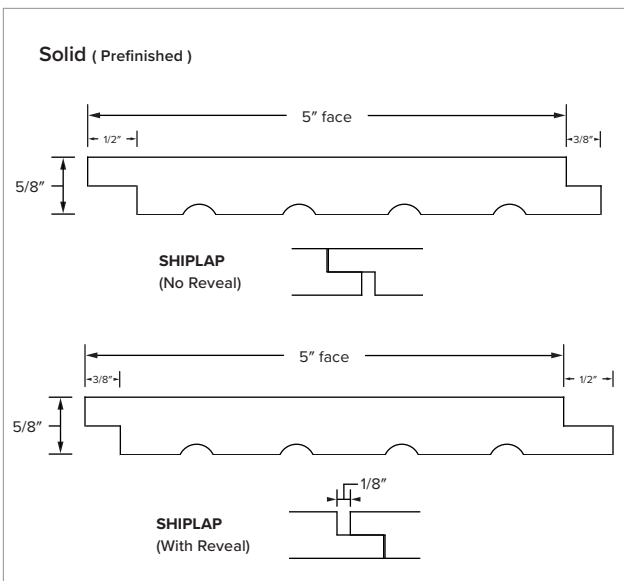 Solid ( Prefinished )
5″ face
1/2″
3/8″
5/8″
SHIPLAP
(No Reveal)
5″ face
3/8″
1/2″
5/8″
1/8″
SHIPLAP
(With Reveal)